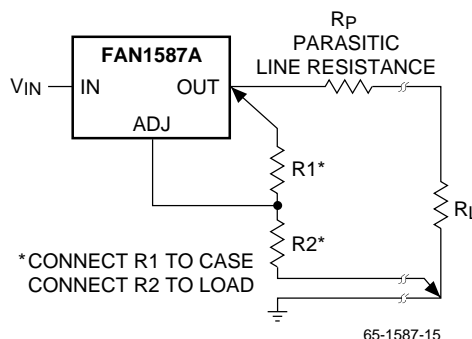 RP
PARASITIC
LINE RESISTANCE
FAN1587A
VIN
IN
OUT
ADJ
R1*
RL
R2*
*CONNECT R1 TO CASE
CONNECT R2 TO LOAD
65-1587-15